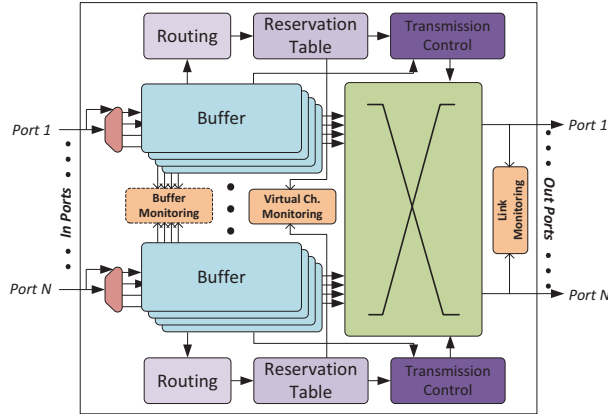 Routing
Reservation
Table
Transmission
Control
Buffer
Port 1
Port 1
In Ports
Buffer
Monitoring
Virtual Ch.
Monitoring
Link
Monitoring
Out Ports
Buffer
Port N
Port N
Routing
Reservation
Table
Transmission
Control